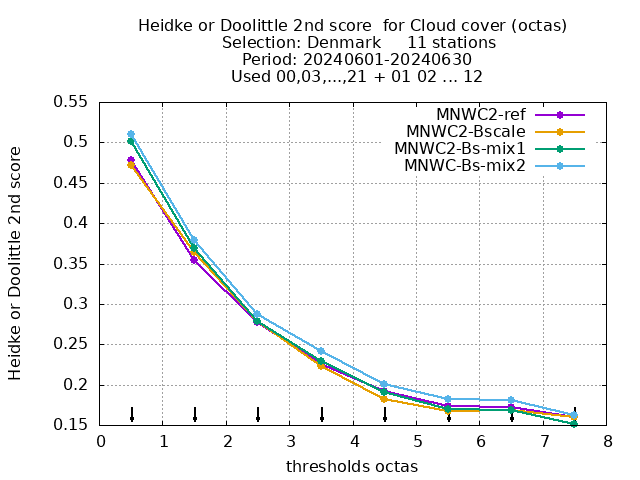 Heidke or Doolittle 2nd score  for Cloud cover (octas)
Selection: Denmark     11 stations
Period: 20240601-20240630
Used 00,03,...,21 + 01 02 ... 12
MNWC2-ref
MNWC2-Bscale
MNWC2-Bs-mix1
MNWC-Bs-mix2
Heidke or Doolittle 2nd score
0.55
0.5
0.45
0.4
0.35
0.3
0.25
0.2
0.15
0 1 2 3 4 5 6 7 8
thresholds octas